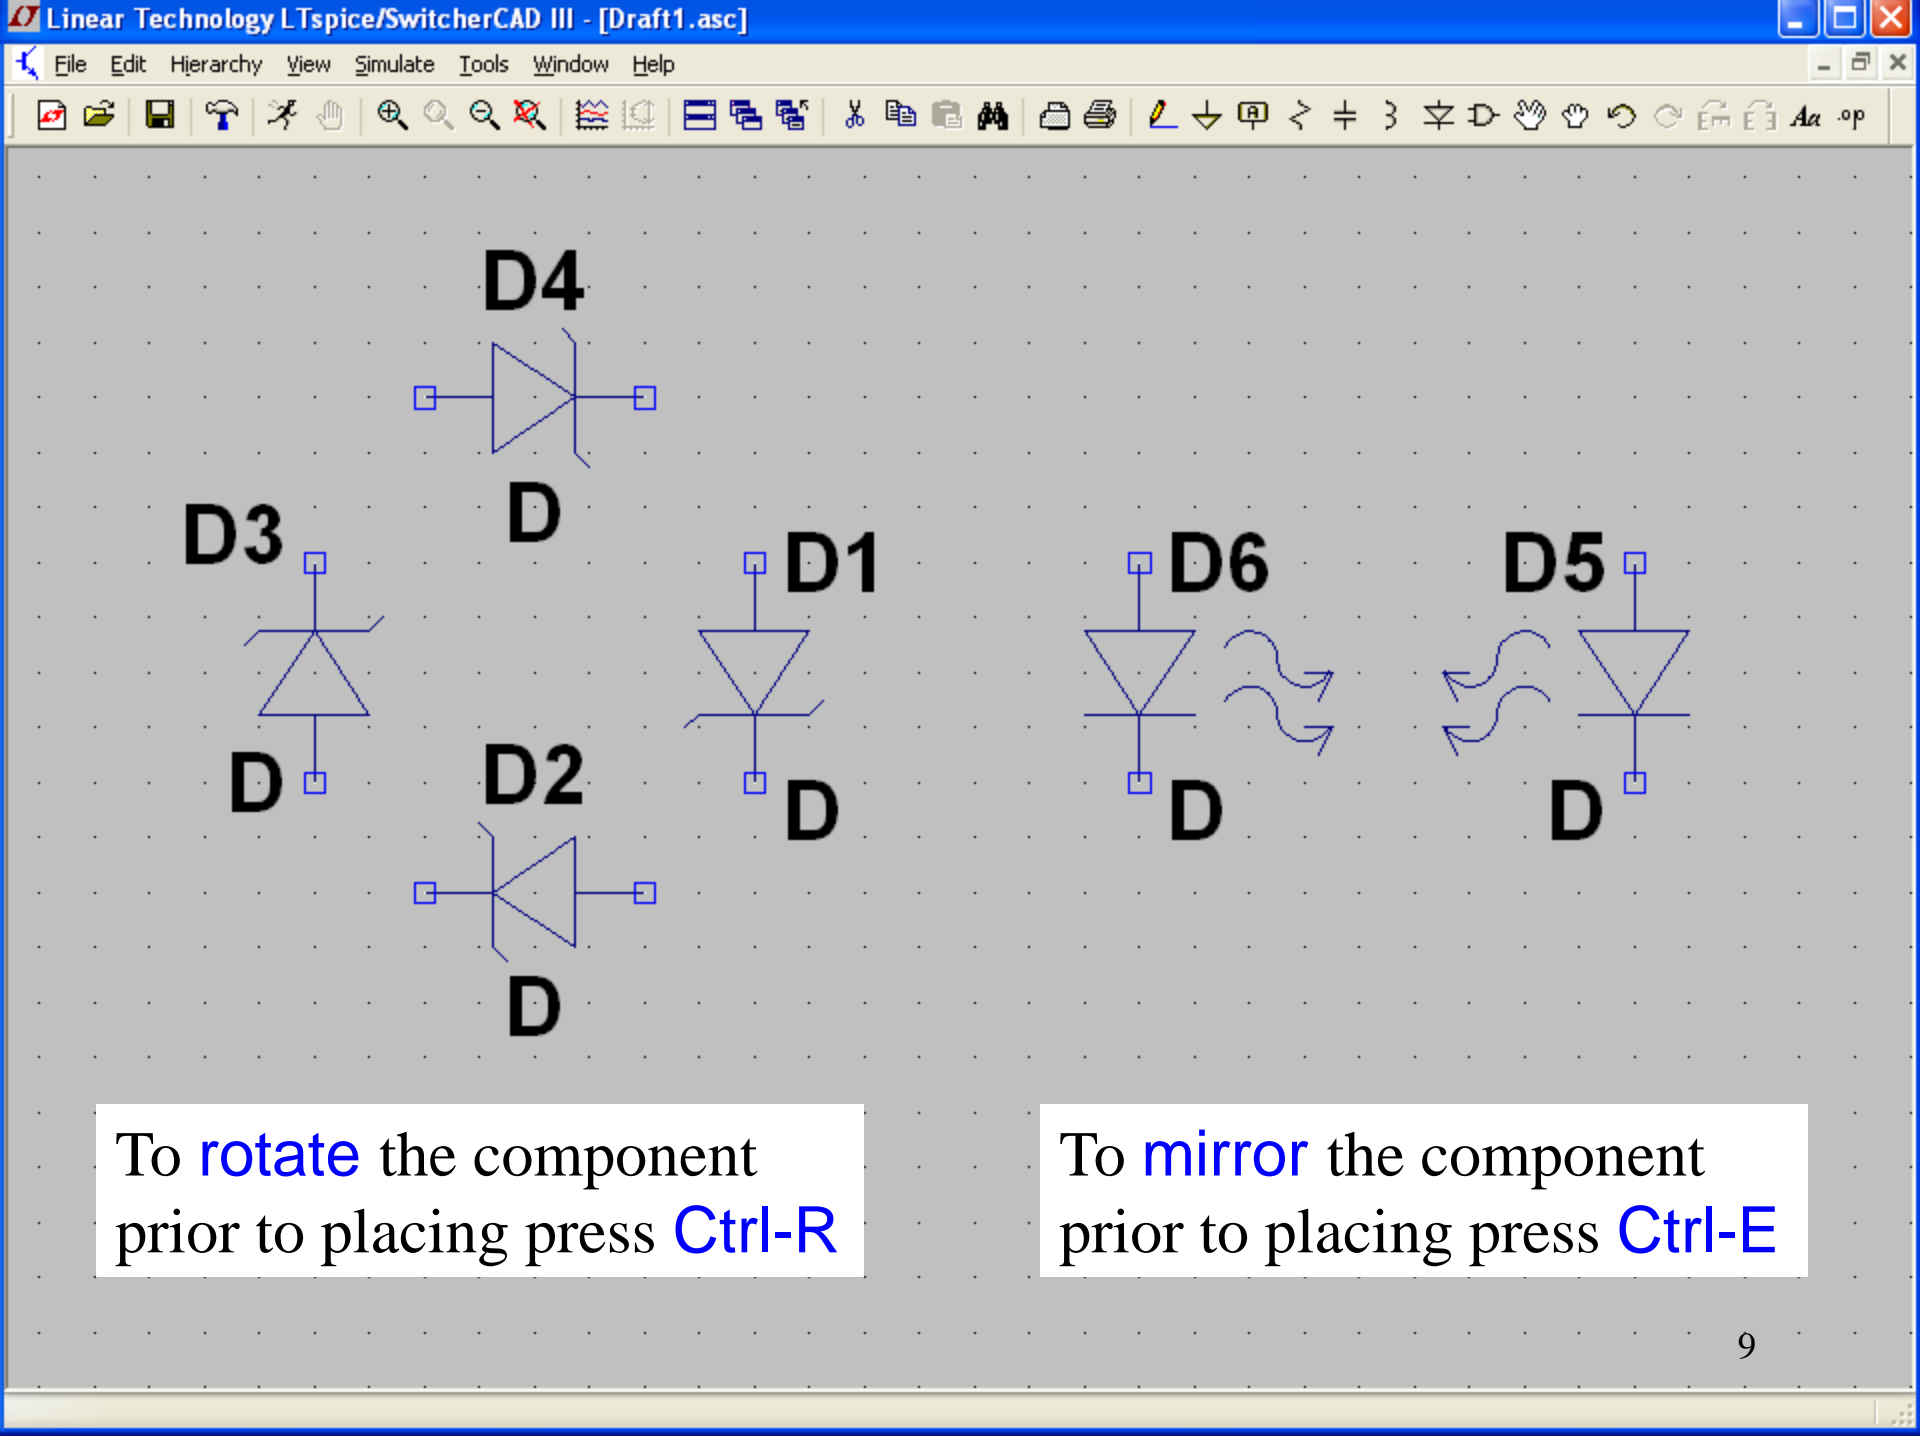 Linear Technology LTspice/SwitcherCAD III - [Draft1.asc]
File Edit Hierarchy View Simulate Tools Window Help
Aa .op
D4
D
D3
D
D1
D
D2
D
D6
D
D5
D
To rotate the component
prior to placing press Ctrl-R
To mirror the component
prior to placing press Ctrl-E
9